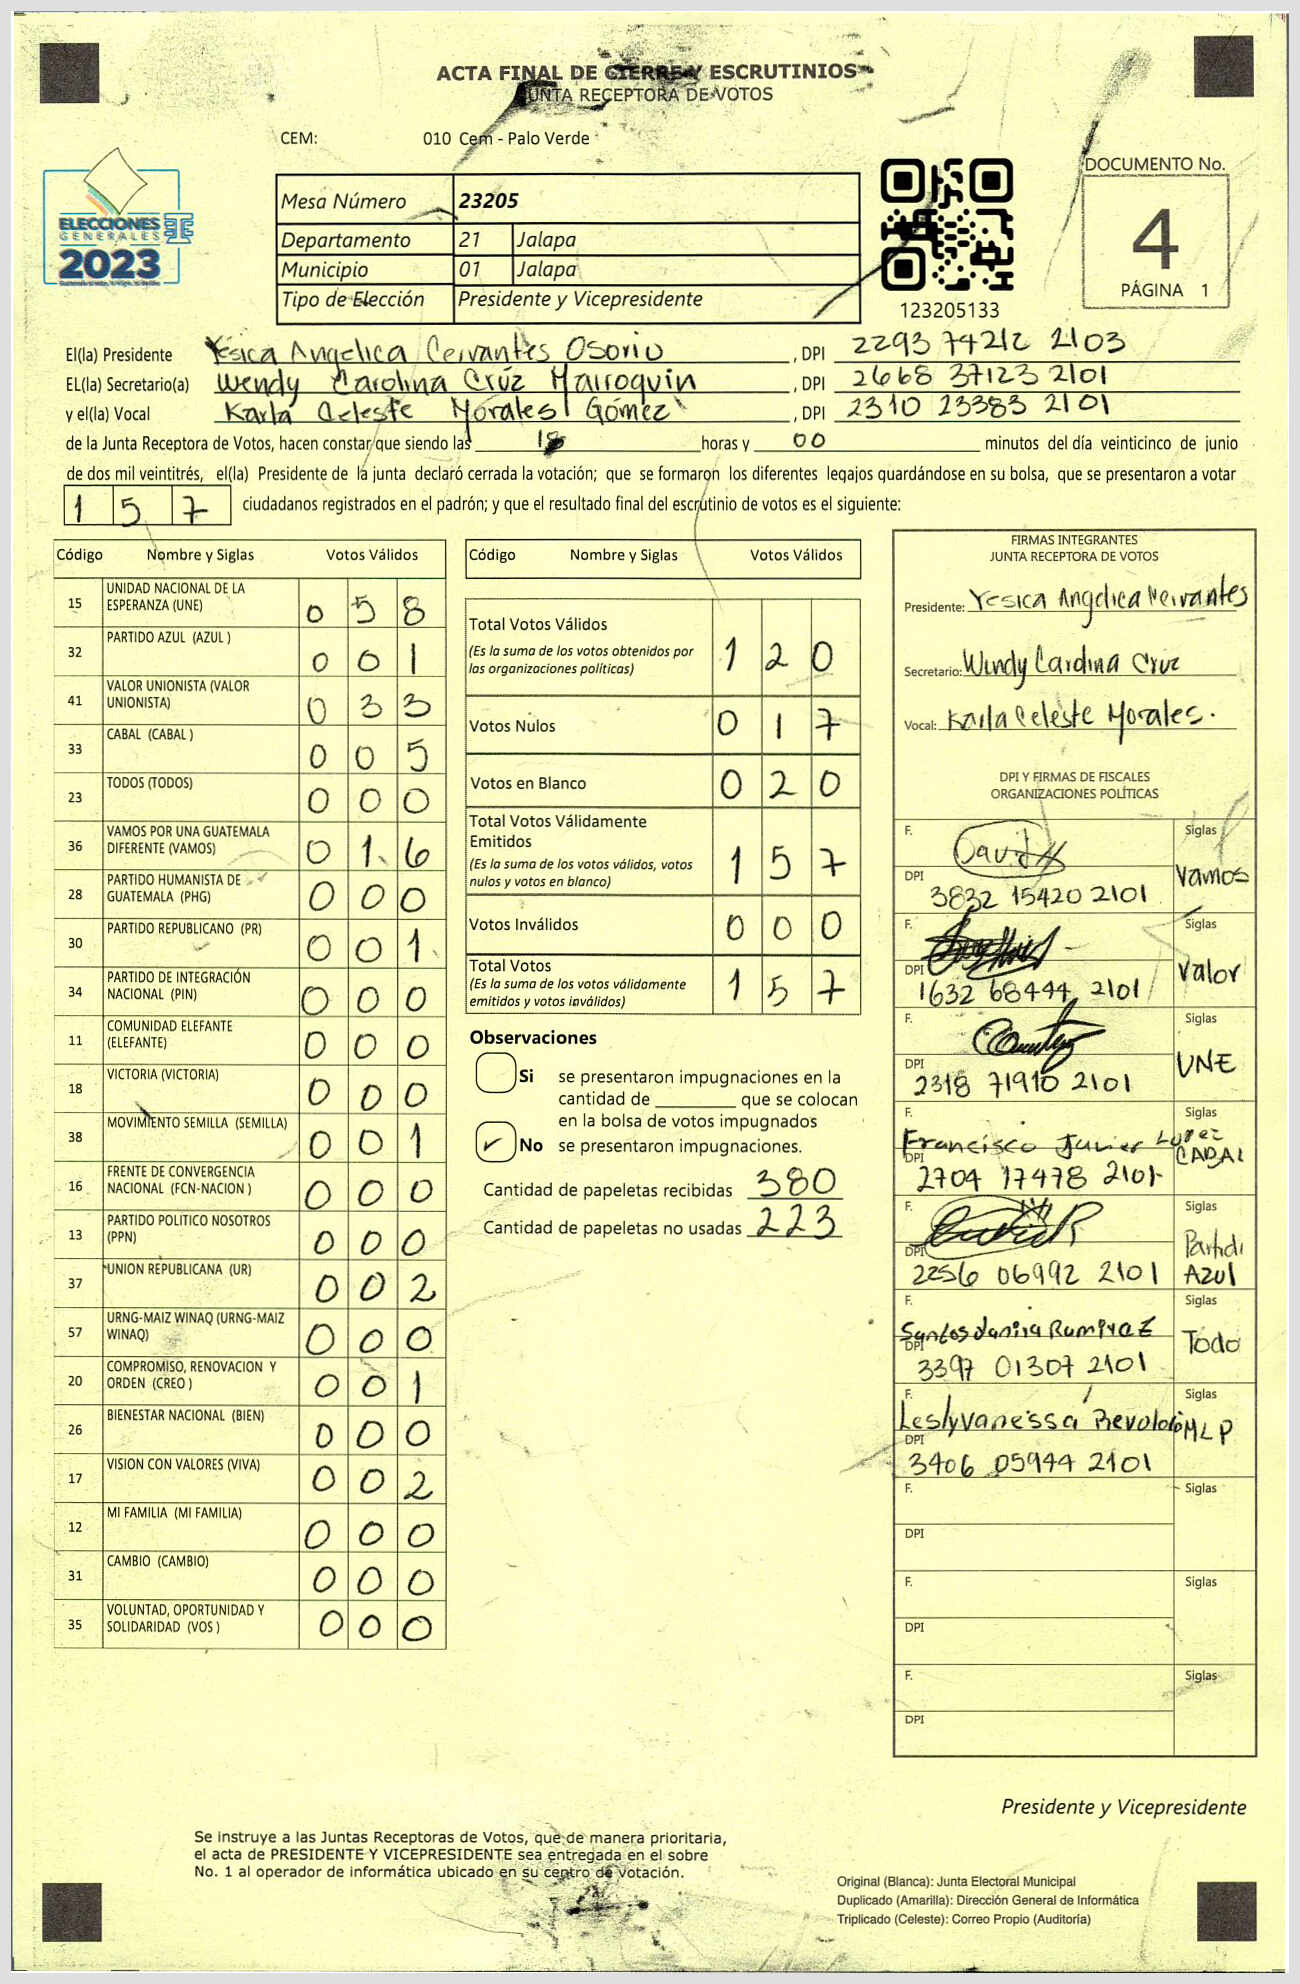 ACTA FINAL DE CIERRE Y ESCRUTINIOS
JUNTA RECEPTORA DE VOTOS
CEM: 010 Cem - Palo Verde
ELECCIONES
GENERALES
2023
Mesa Número 23205
Departamento 21 Jalapa
Municipio 01 Jalapa
Tipo de Elección Presidente y Vicepresidente
123205133
DOCUMENTO No.
4
PÁGINA 1
El(la) Presidente Yesica Angelica Cervantes Osorio, DPI 2293 74212 2103
EL(la) Secretario(a) Wendy Carolina Crúz Marroquin, DPI 2668 37123 2101
y el(la) Vocal Karla Celeste Morales Gómez, DPI 2310 23383 2101
de la Junta Receptora de Votos, hacen constar que siendo las 18 horas y 00 minutos del día veinticinco de junio
de dos mil veintitrés, el(la) Presidente de la junta declaró cerrada la votación; que se formaron los diferentes legajos guardándose en su bolsa, que se presentaron a votar
157 ciudadanos registrados en el padrón; y que el resultado final del escrutinio de votos es el siguiente:
Código Nombre y Siglas Votos Válidos
15 UNIDAD NACIONAL DE LA ESPERANZA (UNE) 0 5 8
32 PARTIDO AZUL (AZUL ) 0 0 1
41 VALOR UNIONISTA (VALOR UNIONISTA) 0 3 3
33 CABAL (CABAL ) 0 0 5
23 TODOS (TODOS) 0 0 0
36 VAMOS POR UNA GUATEMALA DIFERENTE (VAMOS) 0 1 6
28 PARTIDO HUMANISTA DE GUATEMALA (PHG) 0 0 0
30 PARTIDO REPUBLICANO (PR) 0 0 1
34 PARTIDO DE INTEGRACIÓN NACIONAL (PIN) 0 0 0
11 COMUNIDAD ELEFANTE (ELEFANTE) 0 0 0
18 VICTORIA (VICTORIA) 0 0 0
38 MOVIMIENTO SEMILLA (SEMILLA) 0 0 1
16 FRENTE DE CONVERGENCIA NACIONAL (FCN-NACION ) 0 0 0
13 PARTIDO POLITICO NOSOTROS (PPN) 0 0 0
37 UNION REPUBLICANA (UR) 0 0 2
57 URNG-MAIZ WINAQ (URNG-MAIZ WINAQ) 0 0 0
20 COMPROMISO, RENOVACION Y ORDEN (CREO ) 0 0 1
26 BIENESTAR NACIONAL (BIEN) 0 0 0
17 VISION CON VALORES (VIVA) 0 0 2
12 MI FAMILIA (MI FAMILIA) 0 0 0
31 CAMBIO (CAMBIO) 0 0 0
35 VOLUNTAD, OPORTUNIDAD Y SOLIDARIDAD (VOS ) 0 0 0
Código Nombre y Siglas Votos Válidos
Total Votos Válidos 1 2 0
(Es la suma de los votos obtenidos por
las organizaciones políticas)
Votos Nulos 0 1 7
Votos en Blanco 0 2 0
Total Votos Válidamente
Emitidos 1 5 7
(Es la suma de los votos válidos, votos
nulos y votos en blanco)
Votos Inválidos 0 0 0
Total Votos 1 5 7
(Es la suma de los votos válidamente
emitidos y votos inválidos)
Observaciones
Si se presentaron impugnaciones en la
cantidad de ________ que se colocan
en la bolsa de votos impugnados
No se presentaron impugnaciones.
Cantidad de papeletas recibidas 380
Cantidad de papeletas no usadas 223
FIRMAS INTEGRANTES
JUNTA RECEPTORA DE VOTOS
Presidente: Yesica Angelica Cervantes
Secretario: Wendy Carolina Cruz
Vocal: Karla Celeste Morales.
DPI Y FIRMAS DE FISCALES
ORGANIZACIONES POLÍTICAS
F. David Siglas Vamos
DPI 3832 15420 2101
F. Siglas Valor
DPI 1632 68444 2101
F. Siglas UNE
DPI 2318 71910 2101
F. Francisco Javier Lopez Siglas CABAL
DPI 2704 17478 2101
F. Siglas Partido Azul
DPI 2256 06992 2101
F. Santos Ramirez Siglas Todo
DPI 3397 01307 2101
F. Leslyvanessa Revolorio Siglas MLP
DPI 3406 05944 2101
F. Siglas
DPI
F. Siglas
DPI
F. Siglas
DPI
Presidente y Vicepresidente
Se instruye a las Juntas Receptoras de Votos, que de manera prioritaria,
el acta de PRESIDENTE Y VICEPRESIDENTE sea entregada en el sobre
No. 1 al operador de informática ubicado en su centro de votación.
Original (Blanca): Junta Electoral Municipal
Duplicado (Amarilla): Dirección General de Informática
Triplicado (Celeste): Correo Propio (Auditoría)